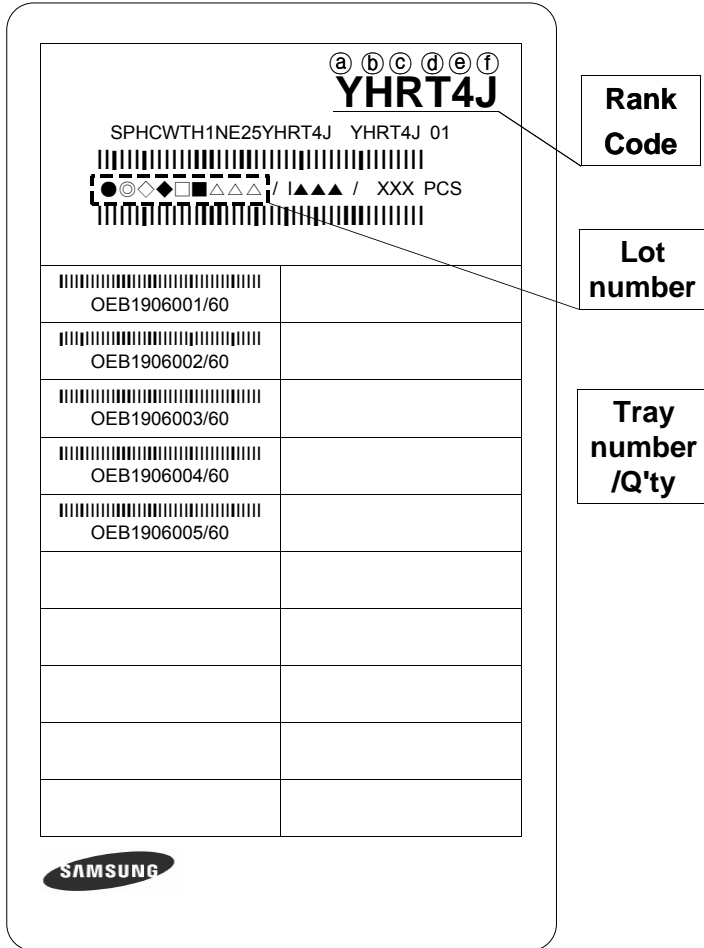 ⓐ ⓑ ⓒ ⓓ ⓔ ⓕ
YHRT4J
SPHCWTH1NE25YHRT4J YHRT4J 01
●◎◇◆□■△△△ / I▲▲▲ / XXX PCS
OEB1906001/60
OEB1906002/60
OEB1906003/60
OEB1906004/60
OEB1906005/60
SAMSUNG
Rank
Code
Lot
number
Tray
number
/Q'ty